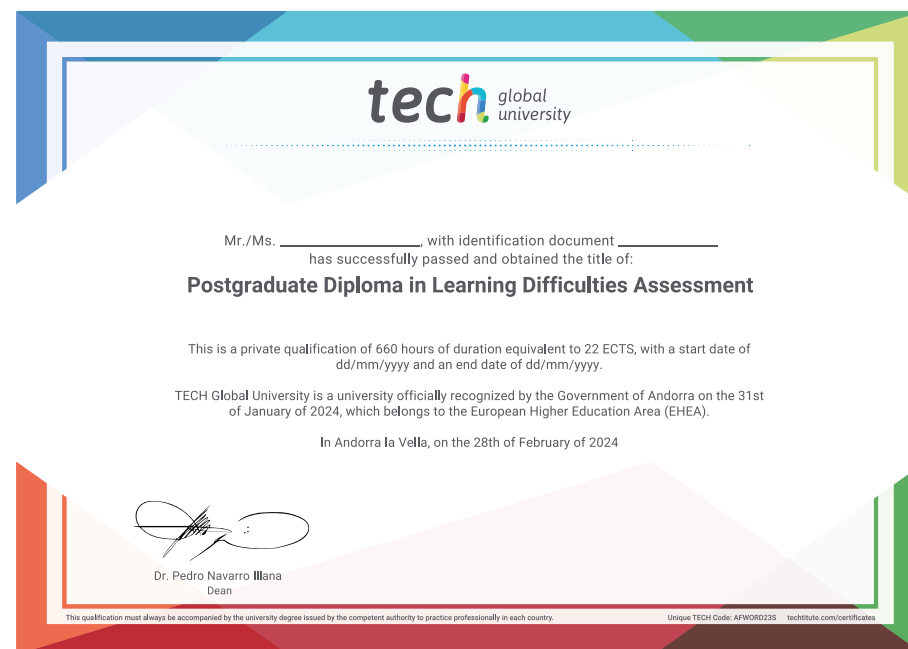 tech global university
Mr./Ms. ____________________, with identification document ______________
has successfully passed and obtained the title of:
Postgraduate Diploma in Learning Difficulties Assessment
This is a private qualification of 660 hours of duration equivalent to 22 ECTS, with a start date of
dd/mm/yyyy and an end date of dd/mm/yyyy.
TECH Global University is a university officially recognized by the Government of Andorra on the 31st
of January of 2024, which belongs to the European Higher Education Area (EHEA).
In Andorra la Vella, on the 28th of February of 2024
Dr. Pedro Navarro Illana
Dean
This qualification must always be accompanied by the university degree issued by the competent authority to practice professionally in each country. Unique TECH Code: AFWORD23S techtitute.com/certificates